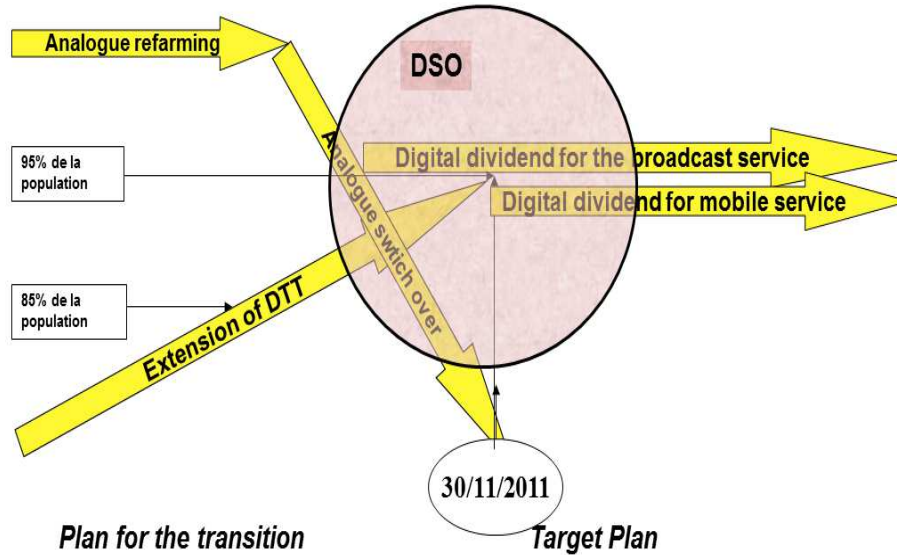 Analogue refarming
DSO
Analogue swtich over
95% de la
population
Digital dividend for the broadcast service
Digital dividend for mobile service
85% de la
population
Extension of DTT
30/11/2011
Plan for the transition
Target Plan